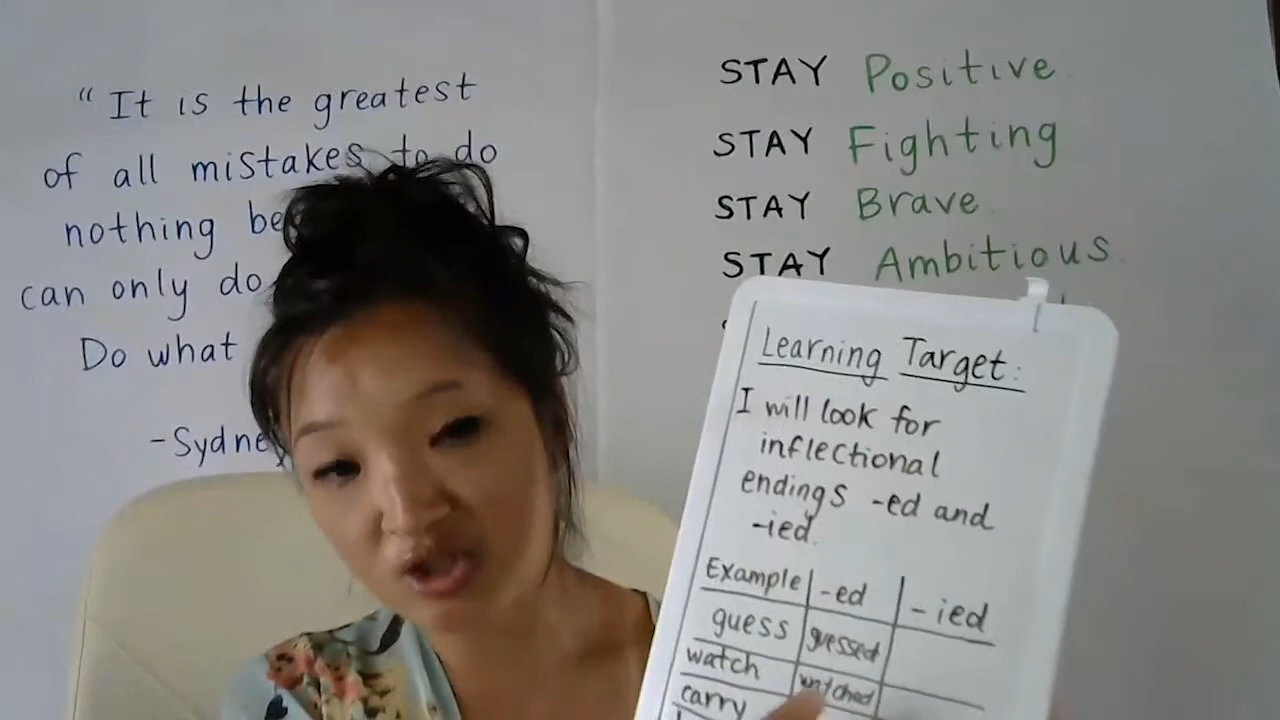 “ It is the greatest
of all mistakes to do
nothing
can only do
Do what
-Sydne
STAY Positive
STAY Fighting
STAY Brave
STAY Ambitious
Learning Target:
I will look for
inflectional
endings -ed and
-ied.
Example -ed -ied
guess guessed
watch watched
carry